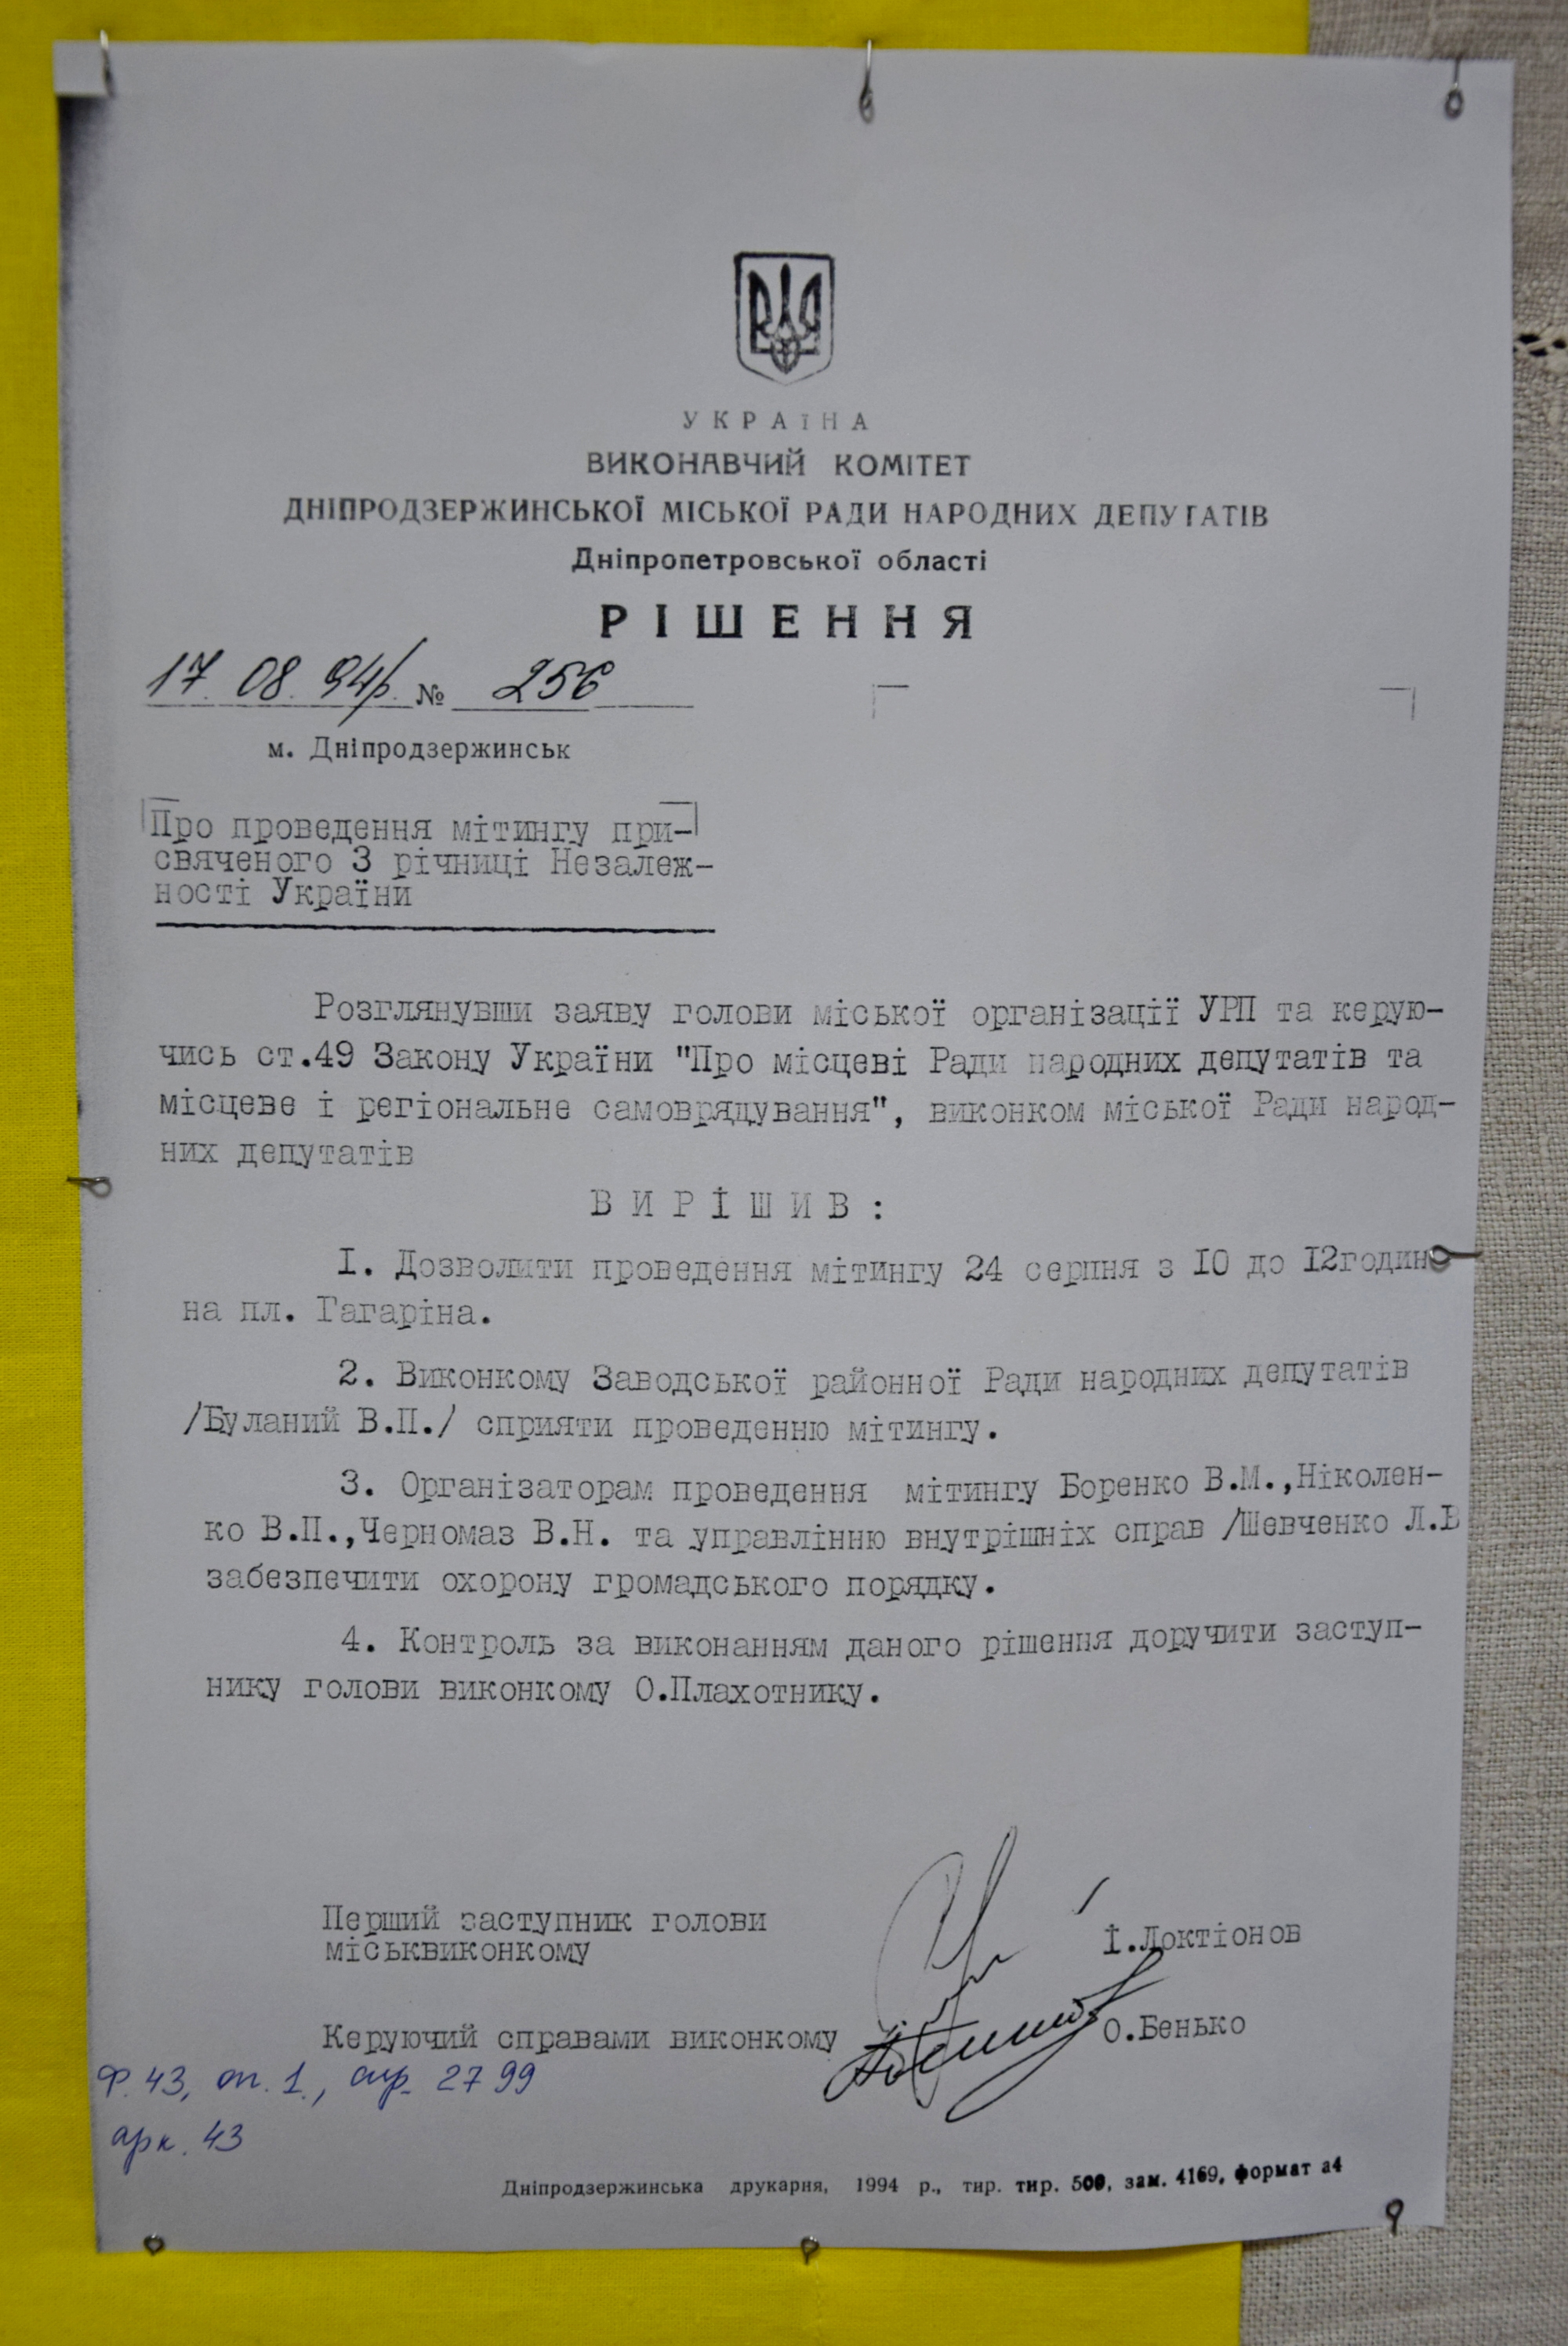 УКРАЇНА
ВИКОНАВЧИЙ КОМІТЕТ
ДНІПРОДЗЕРЖИНСЬКОЇ МІСЬКОЇ РАДИ НАРОДНИХ ДЕПУТАТІВ
Дніпропетровської області
РІШЕННЯ
17. 08. 94р. № 256
м. Дніпродзержинськ
Про проведення мітингу при-
свяченого 3 річниці Незалеж-
ності України
Розглянувши заяву голови міської організації УРП та керую-
чись ст.49 Закону України "Про місцеві Ради народних депутатів та
місцеве і регіональне самоврядування", виконком міської Ради народ-
них депутатів
ВИРІШИВ:
1. Дозволити проведення мітингу 24 серпня з 10 до 12годин
на пл. Гагаріна.
2. Виконкому Заводської районної Ради народних депутатів
/Буланий В.П./ сприяти проведенню мітингу.
3. Організаторам проведення мітингу Боренко В.М.,Ніколен-
ко В.П.,Черномаз В.Н. та управлінню внутрішніх справ /Шевченко Л.В
забезпечити охорону громадського порядку.
4. Контроль за виконанням даного рішення доручити заступ-
нику голови виконкому О.Плахотнику.
Перший заступник голови
міськвиконкому І.Локтіонов
Керуючий справами виконкому О.Бенько
Ф. 43, оп. 1., спр. 2799
арк. 43
Дніпродзержинська друкарня, 1994 р., тир. тир. 500, зам. 4169, формат а4